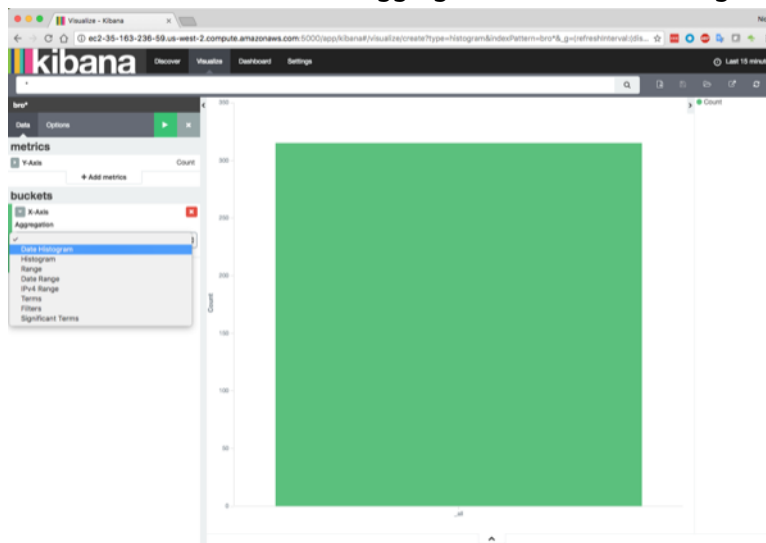 Visualize - Kibana
ec2-35-163-236-59.us-west-2.compute.amazonaws.com:5000/app/kibana#/visualize/create?type=histogram&indexPattern=bro*&_g=(refreshInterval:(dis...
kibana
Discover Visualize Dashboard Settings
Last 15 minut
*
bro*
Data Options
metrics
Y-Axis Count
+ Add metrics
buckets
X-Axis
Aggregation
Date Histogram
Histogram
Range
Date Range
IPv4 Range
Terms
Filters
Significant Terms
Count
300
200
200
100
100
50
0
_all
Count